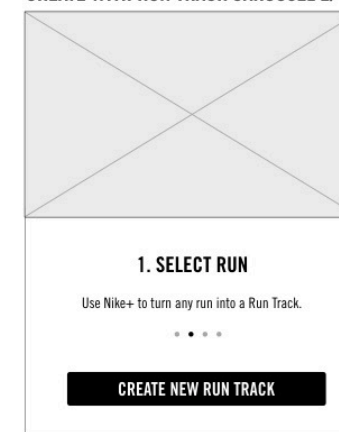 1. SELECT RUN
Use Nike+ to turn any run into a Run Track.
CREATE NEW RUN TRACK